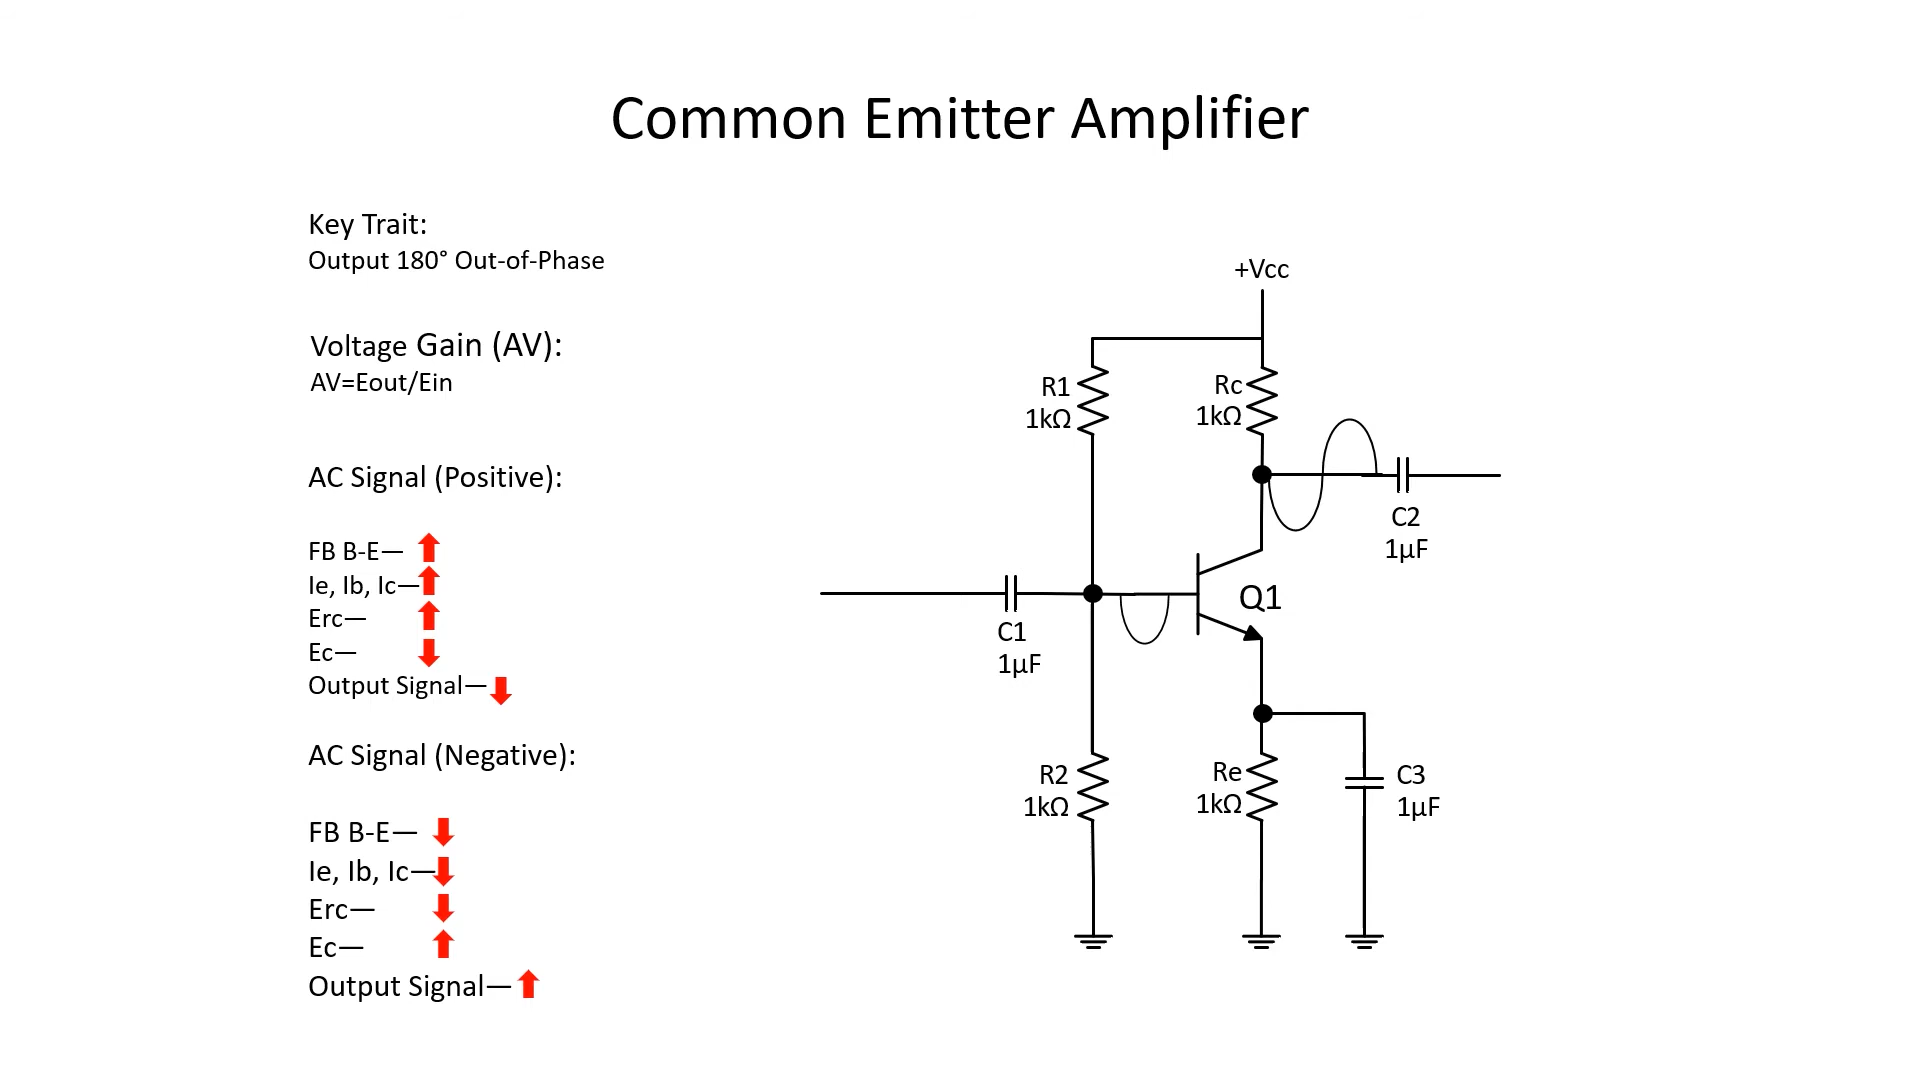 Common Emitter Amplifier
Key Trait:
Output 180° Out-of-Phase
Voltage Gain (AV):
AV=Eout/Ein
AC Signal (Positive):
FB B-E—
Ie, Ib, Ic—
Erc—
Ec—
Output Signal—
AC Signal (Negative):
FB B-E—
Ie, Ib, Ic—
Erc—
Ec—
Output Signal—
+Vcc
R1
1kΩ
Rc
1kΩ
C2
1µF
Q1
C1
1µF
R2
1kΩ
Re
1kΩ
C3
1µF